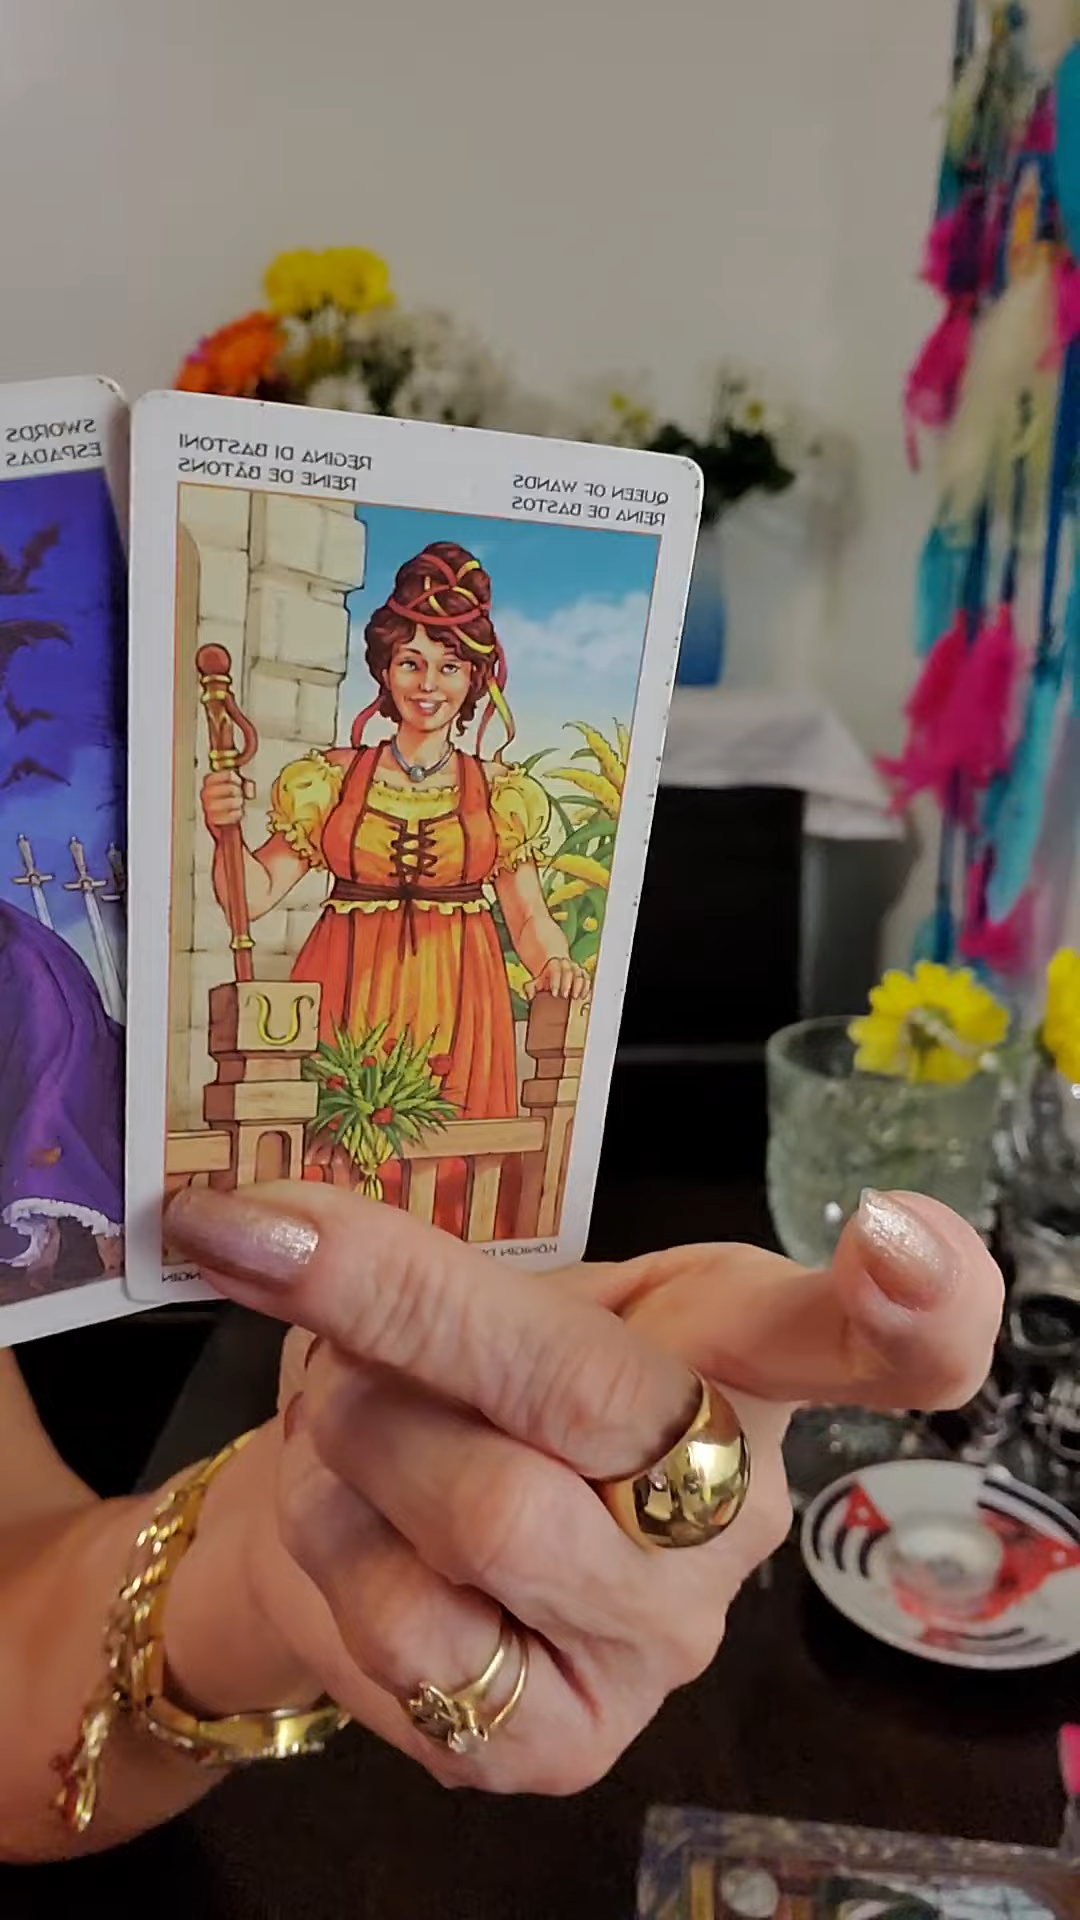 SWORDS
ESPADAS
REGINA DI BASTONI
REINE DE BÂTONS
QUEEN OF WANDS
REINA DE BASTOS